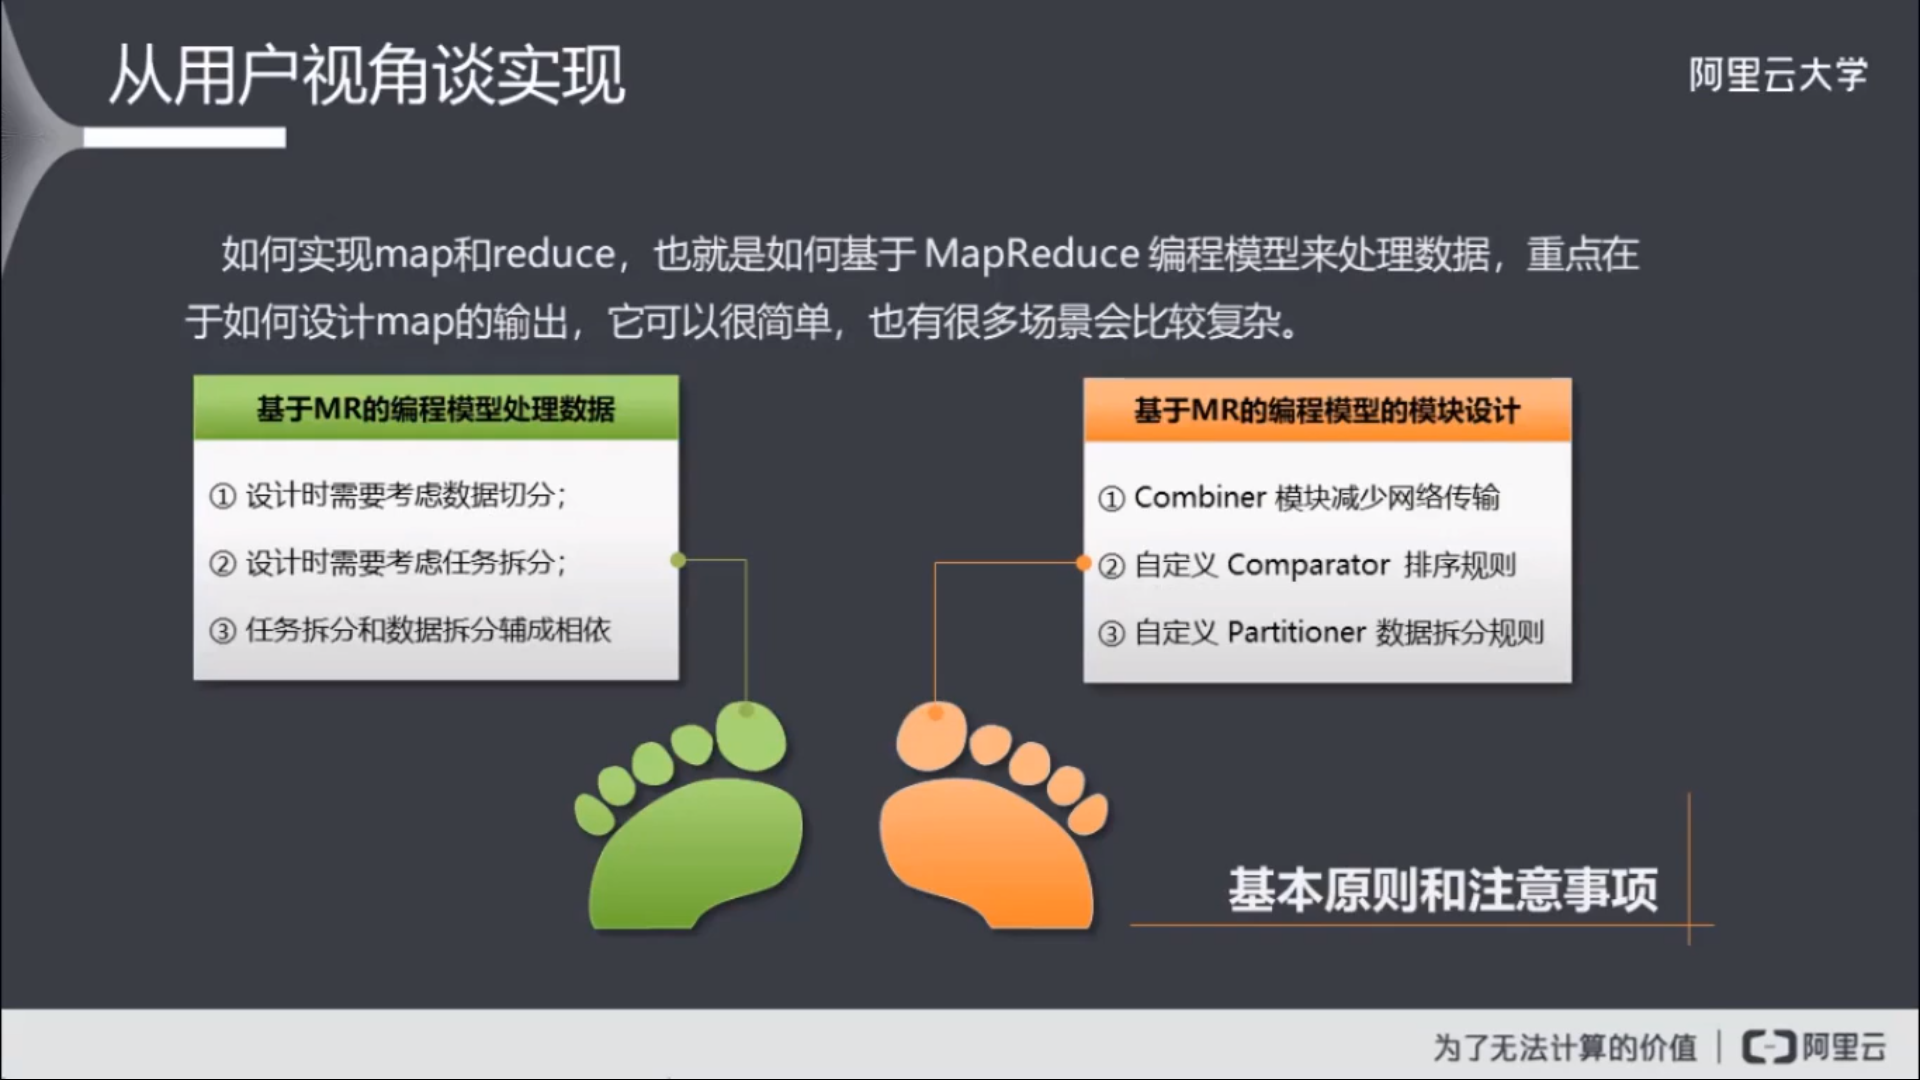 从用户视角谈实现
阿里云大学
如何实现map和reduce，也就是如何基于 MapReduce 编程模型来处理数据，重点在
于如何设计map的输出，它可以很简单，也有很多场景会比较复杂。
基于MR的编程模型处理数据
① 设计时需要考虑数据切分；
② 设计时需要考虑任务拆分；
③ 任务拆分和数据拆分辅成相依
基于MR的编程模型的模块设计
① Combiner 模块减少网络传输
② 自定义 Comparator 排序规则
③ 自定义 Partitioner 数据拆分规则
基本原则和注意事项
为了无法计算的价值 | 阿里云